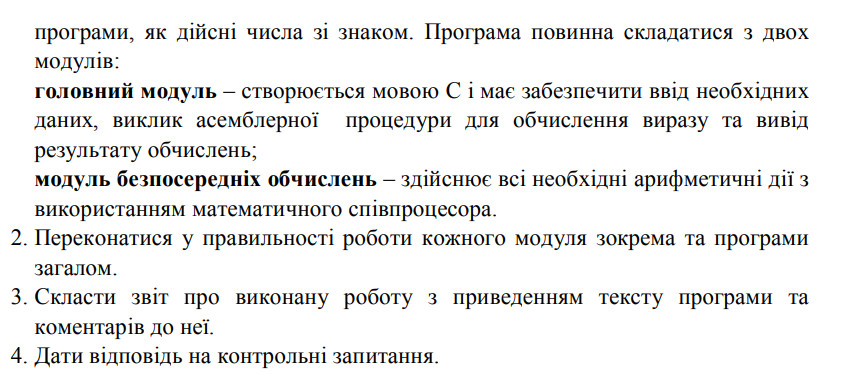 програми, як дійсні числа зі знаком. Програма повинна складатися з двох
модулів:
головний модуль – створюється мовою С і має забезпечити ввід необхідних
даних, виклик асемблерної процедури для обчислення виразу та вивід
результату обчислень;
модуль безпосередніх обчислень – здійснює всі необхідні арифметичні дії з
використанням математичного співпроцесора.
2. Переконатися у правильності роботи кожного модуля зокрема та програми
загалом.
3. Скласти звіт про виконану роботу з приведенням тексту програми та
коментарів до неї.
4. Дати відповідь на контрольні запитання.